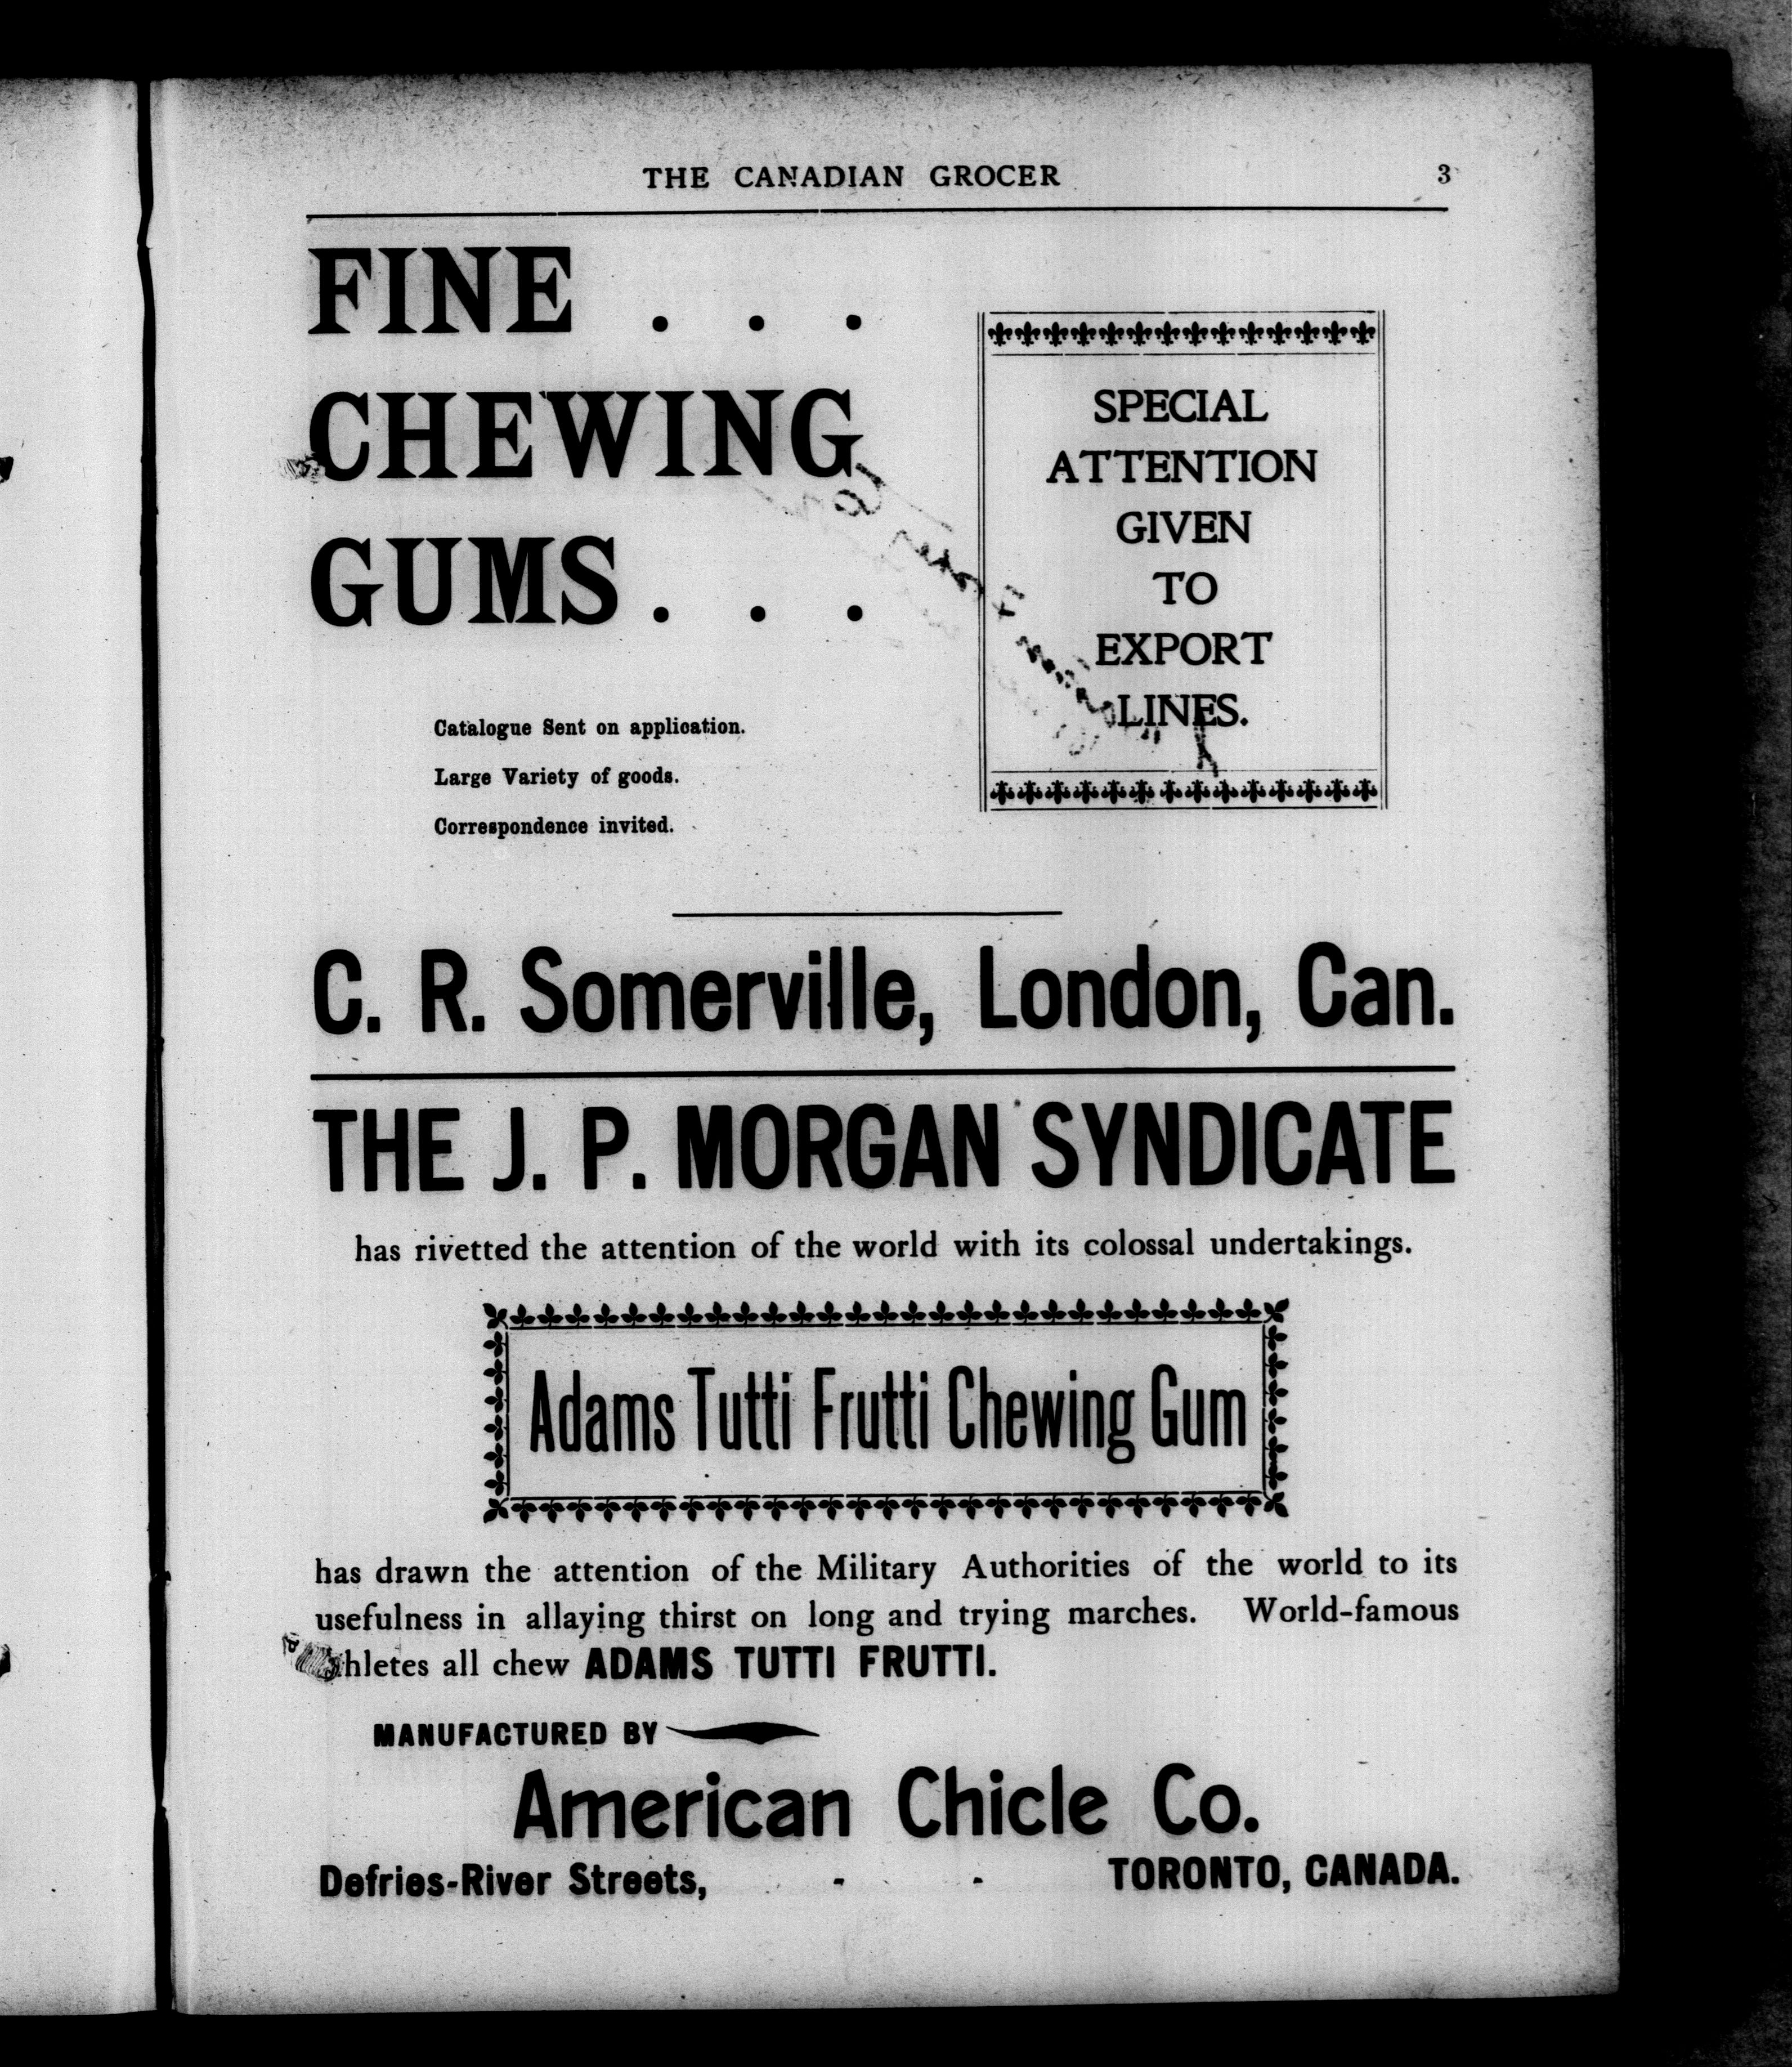 THE CANADIAN GROCER 3
FINE . . .
CHEWING
GUMS . . .
Catalogue Sent on application.
Large Variety of goods.
Correspondence invited.
SPECIAL
ATTENTION
GIVEN
TO
EXPORT
LINES.
C. R. Somerville, London, Can.
THE J. P. MORGAN SYNDICATE
has rivetted the attention of the world with its colossal undertakings.
Adams Tutti Frutti Chewing Gum
has drawn the attention of the Military Authorities of the world to its
usefulness in allaying thirst on long and trying marches. World-famous
hletes all chew ADAMS TUTTI FRUTTI.
MANUFACTURED BY
American Chicle Co.
Defries-River Streets, - - TORONTO, CANADA.